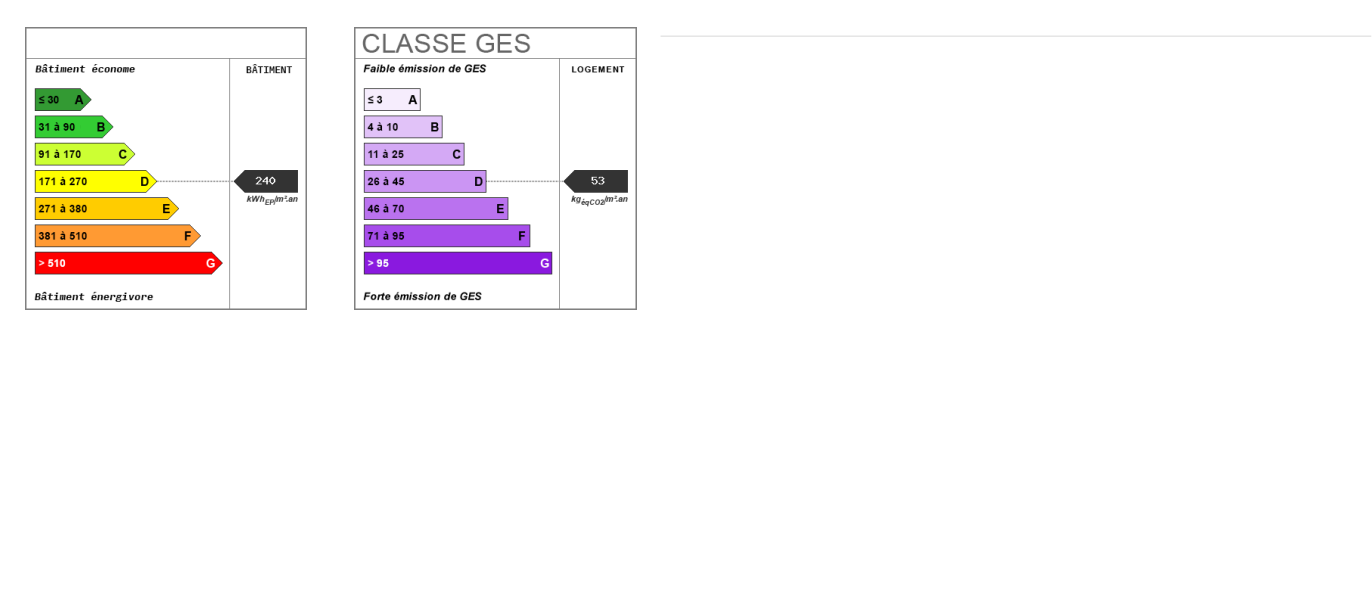 Bâtiment économe BÂTIMENT
≤ 30 A
31 à 90 B
91 à 170 C
171 à 270 D 240
kWhEP/m².an
271 à 380 E
381 à 510 F
> 510 G
Bâtiment énergivore
CLASSE GES
Faible émission de GES LOGEMENT
≤ 3 A
4 à 10 B
11 à 25 C
26 à 45 D 53
kgéqCO2/m².an
46 à 70 E
71 à 95 F
> 95 G
Forte émission de GES